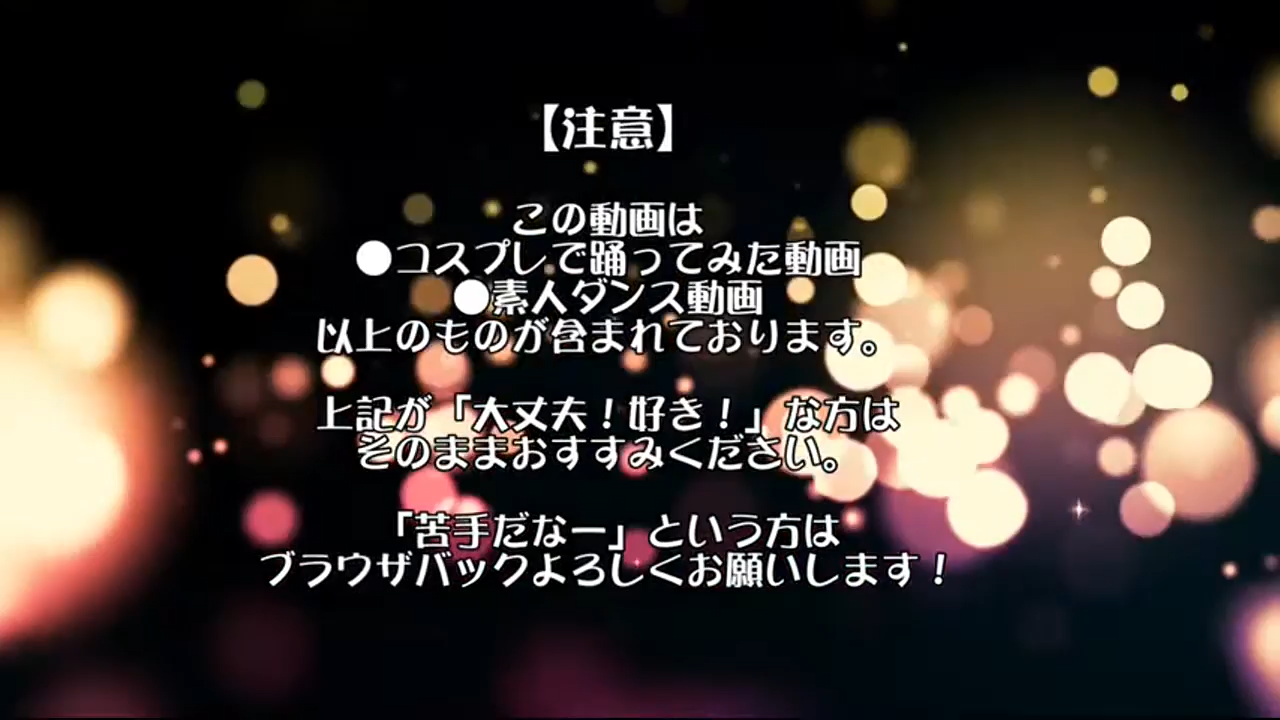 【注意】
この動画は
●コスプレで踊ってみた動画
●素人ダンス動画
以上のものが含まれております。
上記が「大丈夫！好き！」な方は
そのままおすすみください。
「苦手だなー」という方は
ブラウザバックよろしくお願いします！